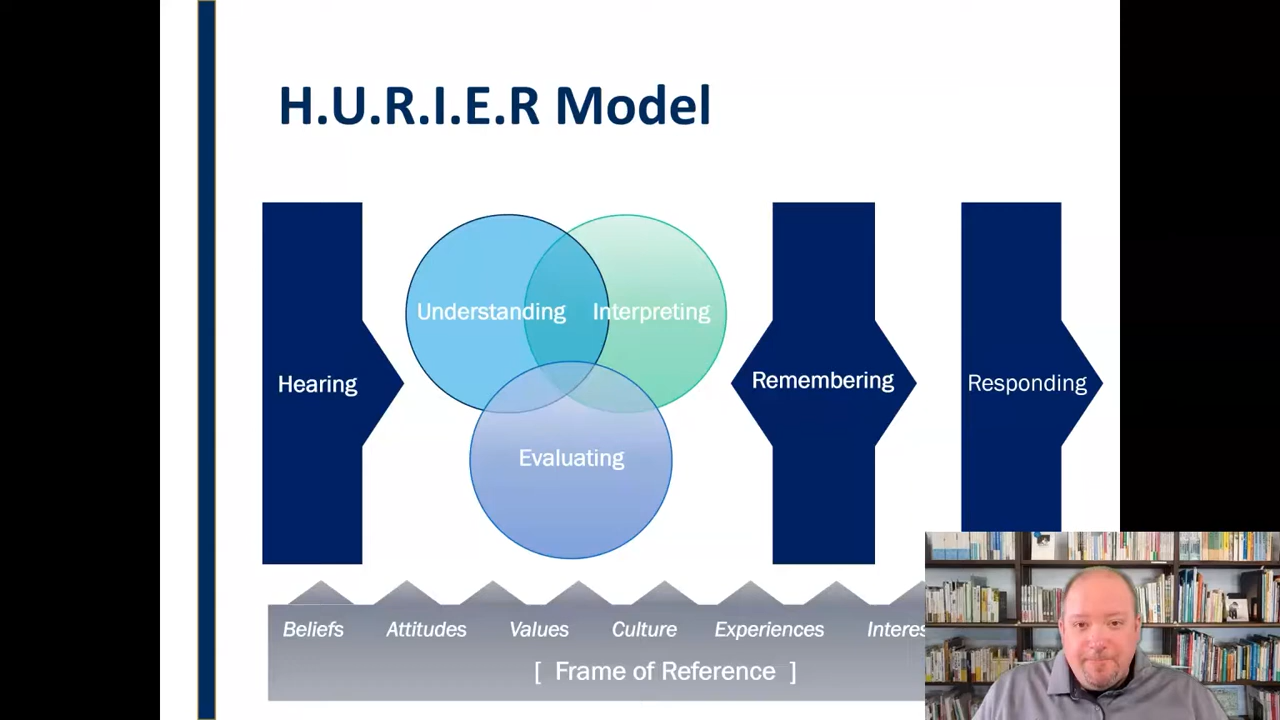 H.U.R.I.E.R Model
Understanding
Interpreting
Hearing
Remembering
Responding
Evaluating
Beliefs Attitudes Values Culture Experiences
[ Frame of Reference ]